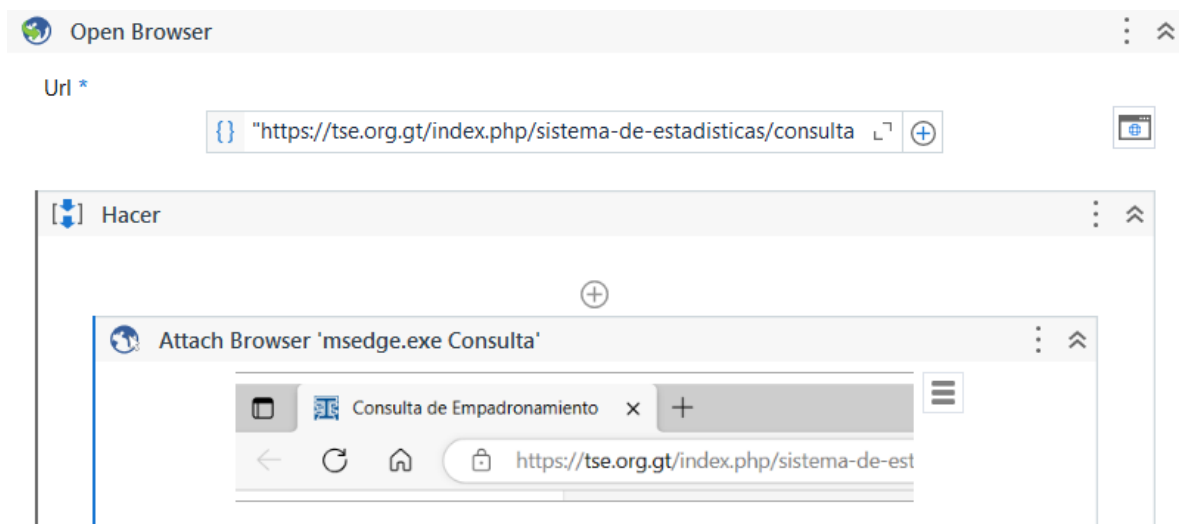 Open Browser
Url *
{} "https://tse.org.gt/index.php/sistema-de-estadisticas/consulta
Hacer
Attach Browser 'msedge.exe Consulta'
Consulta de Empadronamiento
https://tse.org.gt/index.php/sistema-de-est